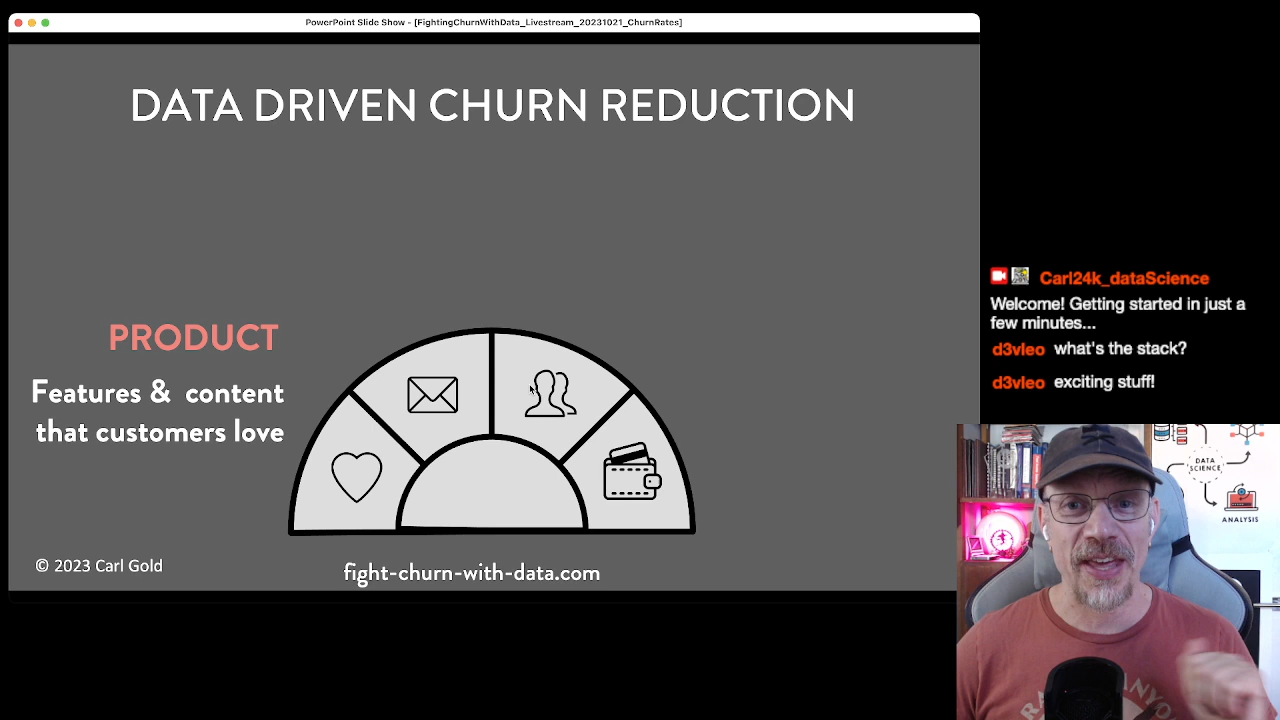 PowerPoint Slide Show - [FightingChurnWithData_Livestream_20231021_ChurnRates]
DATA DRIVEN CHURN REDUCTION
PRODUCT
Features & content
that customers love
© 2023 Carl Gold
fight-churn-with-data.com
Carl24k_dataScience
Welcome! Getting started in just a
few minutes...
d3vleo what's the stack?
d3vleo exciting stuff!
DATA
SCIENCE
ANALYSIS